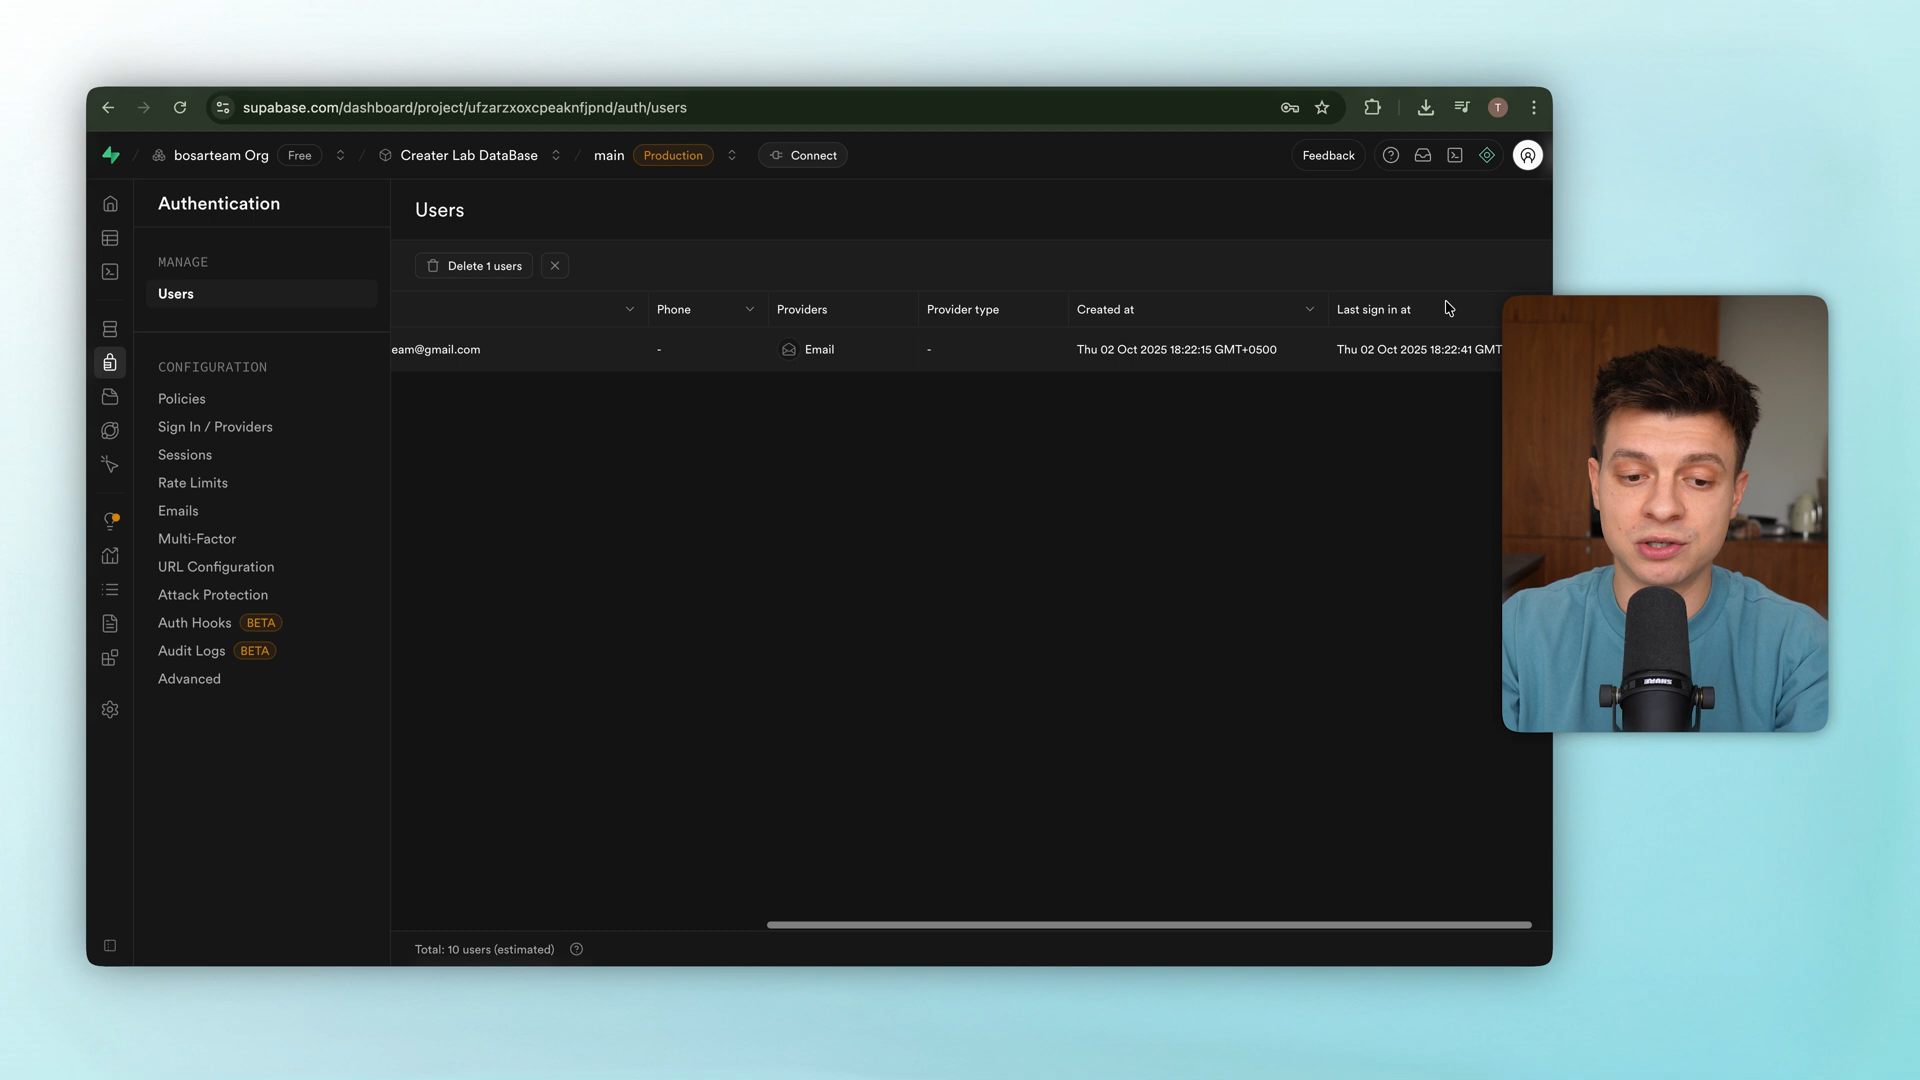 supabase.com/dashboard/project/ufzarzxoxcpeaknfjpnd/auth/users
T
bosarteam Org Free / Creater Lab DataBase / main Production Connect
Feedback
Authentication
MANAGE
Users
CONFIGURATION
Policies
Sign In / Providers
Sessions
Rate Limits
Emails
Multi-Factor
URL Configuration
Attack Protection
Auth Hooks BETA
Audit Logs BETA
Advanced
Users
Delete 1 users
Phone Providers Provider type Created at Last sign in at
eam@gmail.com - Email - Thu 02 Oct 2025 18:22:15 GMT+0500 Thu 02 Oct 2025 18:22:41 GMT
Total: 10 users (estimated)
SHURE